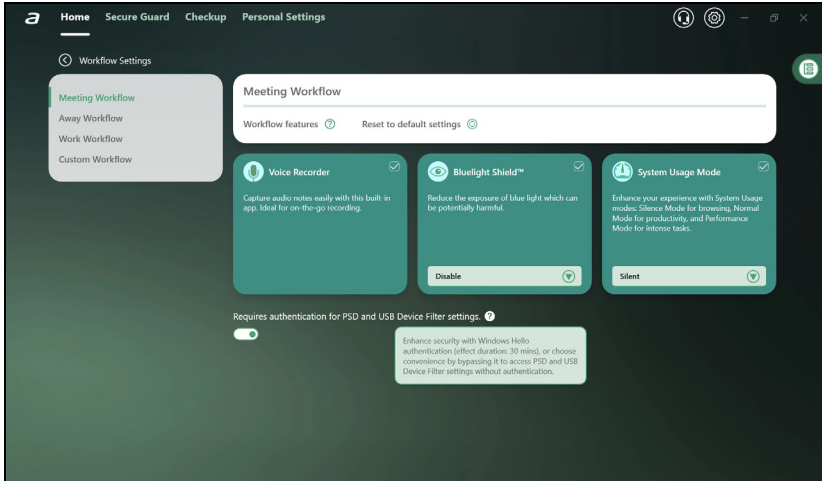 a Home Secure Guard Checkup Personal Settings
Workflow Settings
Meeting Workflow
Away Workflow
Work Workflow
Custom Workflow
Meeting Workflow
Workflow features ? Reset to default settings
Voice Recorder
Capture audio notes easily with this built-in
app. Ideal for on-the-go recording.
Bluelight Shield™
Reduce the exposure of blue light which can
be potentially harmful.
Disable
System Usage Mode
Enhance your experience with System Usage
modes: Silence Mode for browsing, Normal
Mode for productivity, and Performance
Mode for intense tasks.
Silent
Requires authentication for PSD and USB Device Filter settings. ?
Enhance security with Windows Hello
authentication (effect duration: 30 mins), or choose
convenience by bypassing it to access PSD and USB
Device Filter settings without authentication.